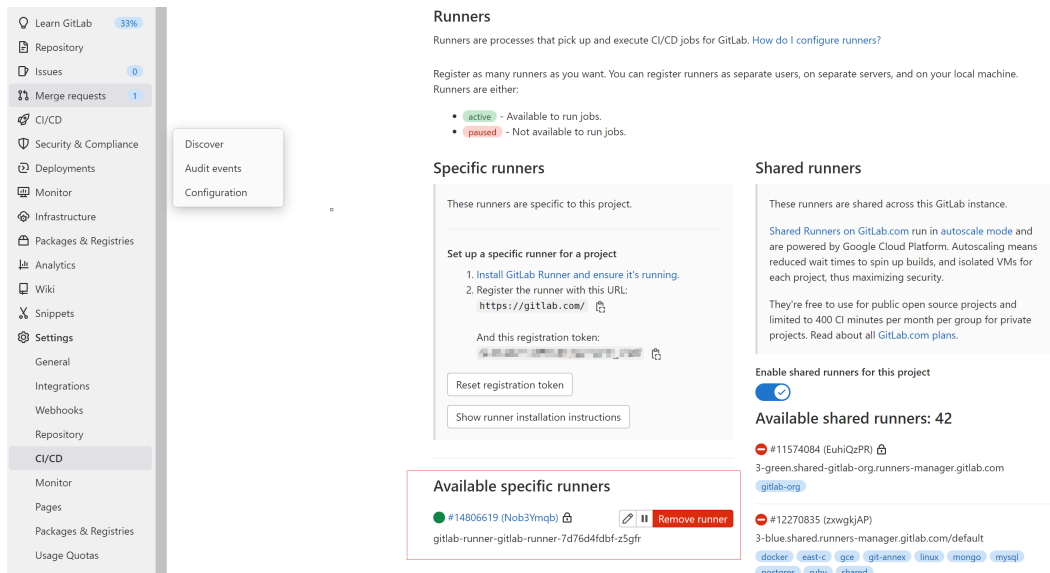 Learn GitLab 33%
Repository
Issues 0
Merge requests 1
CI/CD
Security & Compliance
Deployments
Monitor
Infrastructure
Packages & Registries
Analytics
Wiki
Snippets
Settings
General
Integrations
Webhooks
Repository
CI/CD
Monitor
Pages
Packages & Registries
Usage Quotas
Discover
Audit events
Configuration
Runners
Runners are processes that pick up and execute CI/CD jobs for GitLab. How do I configure runners?
Register as many runners as you want. You can register runners as separate users, on separate servers, and on your local machine.
Runners are either:
• active - Available to run jobs.
• paused - Not available to run jobs.
Specific runners
These runners are specific to this project.
Set up a specific runner for a project
1. Install GitLab Runner and ensure it's running.
2. Register the runner with this URL:
https://gitlab.com/
And this registration token:
Reset registration token
Show runner installation instructions
Available specific runners
#14806619 (Nob3Ymqb) Remove runner
gitlab-runner-gitlab-runner-7d76d4fdbf-z5gfr
Shared runners
These runners are shared across this GitLab instance.
Shared Runners on GitLab.com run in autoscale mode and
are powered by Google Cloud Platform. Autoscaling means
reduced wait times to spin up builds, and isolated VMs for
each project, thus maximizing security.
They're free to use for public open source projects and
limited to 400 CI minutes per month per group for private
projects. Read about all GitLab.com plans.
Enable shared runners for this project
Available shared runners: 42
#11574084 (EuhiQzPR)
3-green.shared-gitlab-org.runners-manager.gitlab.com
gitlab-org
#12270835 (zxwgkjAP)
3-blue.shared.runners-manager.gitlab.com/default
docker east-c gce git-annex linux mongo mysql
postgres ruby shared